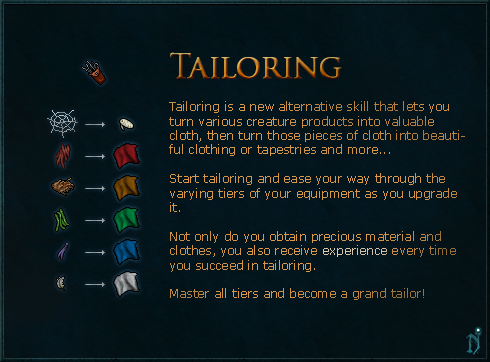 TAILORING
Tailoring is a new alternative skill that lets you
turn various creature products into valuable
cloth, then turn those pieces of cloth into beauti-
ful clothing or tapestries and more...
Start tailoring and ease your way through the
varying tiers of your equipment as you upgrade
it.
Not only do you obtain precious material and
clothes, you also receive experience every time
you succeed in tailoring.
Master all tiers and become a grand tailor!